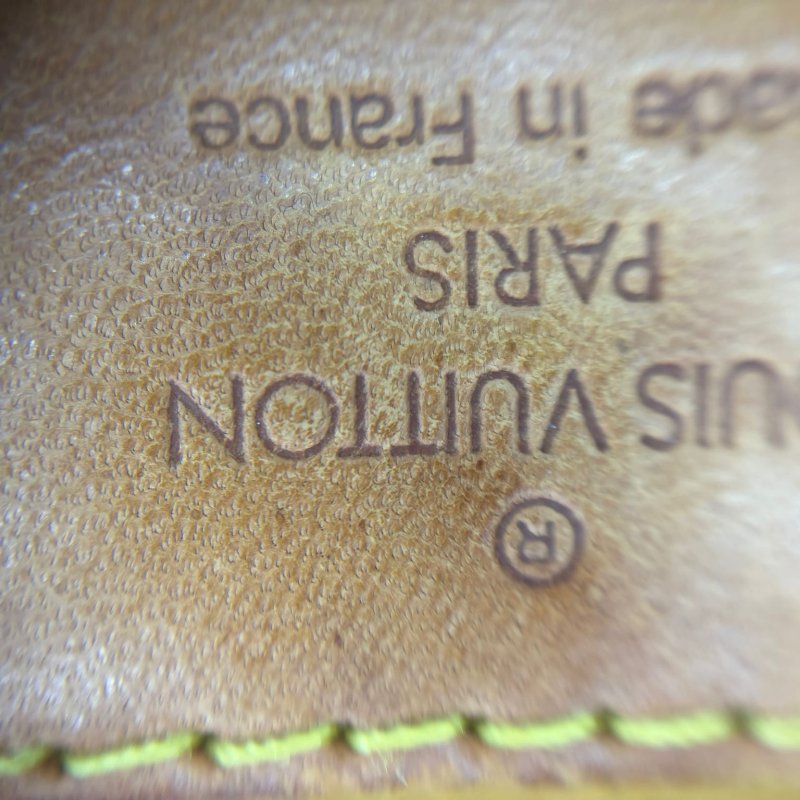 ®
UIS VUITTON
PARIS
ade in France